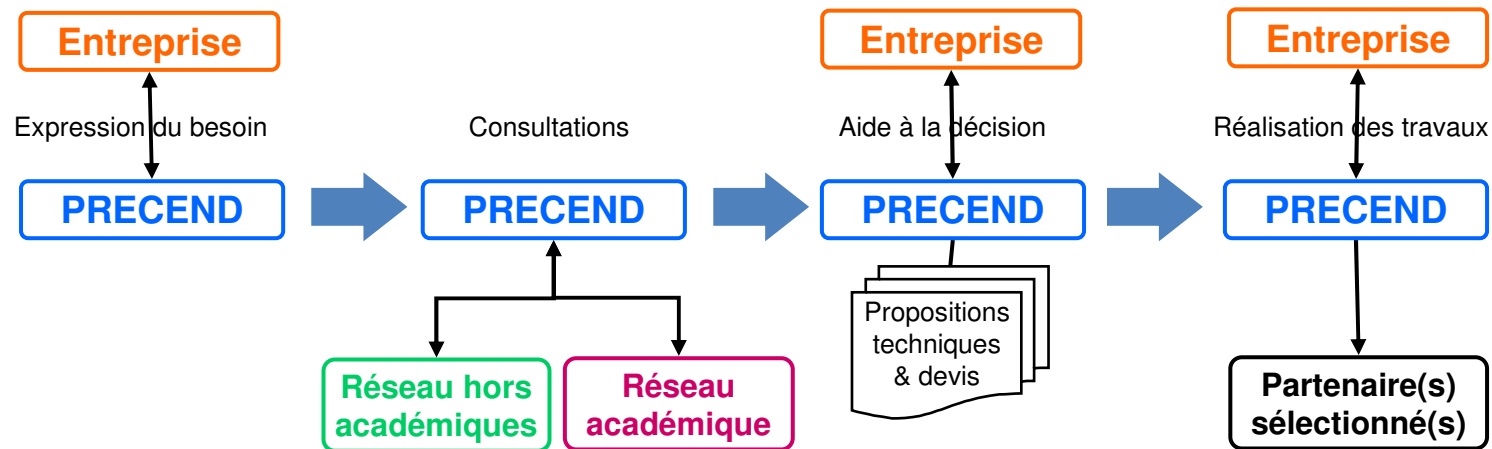 Entreprise
Entreprise
Entreprise
Expression du besoin
Consultations
Aide à la décision
Réalisation des travaux
PRECEND
PRECEND
PRECEND
PRECEND
Propositions
techniques
& devis
Réseau hors
académiques
Réseau
académique
Partenaire(s)
sélectionné(s)